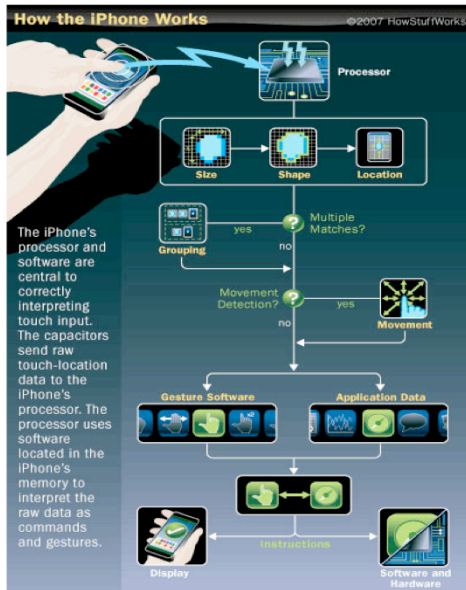 How the iPhone Works
©2007 HowStuffWorks
Processor
Size
Shape
Location
The iPhone's
processor and
software are
central to
correctly
interpreting
touch input.
The capacitors
send raw
touch-location
data to the
iPhone's
processor. The
processor uses
software
located in the
iPhone's
memory to
interpret the
raw data as
commands
and gestures.
Multiple
Matches?
yes
no
Grouping
Movement
Detection?
yes
no
Movement
Gesture Software
Application Data
instructions
Display
Software and
Hardware